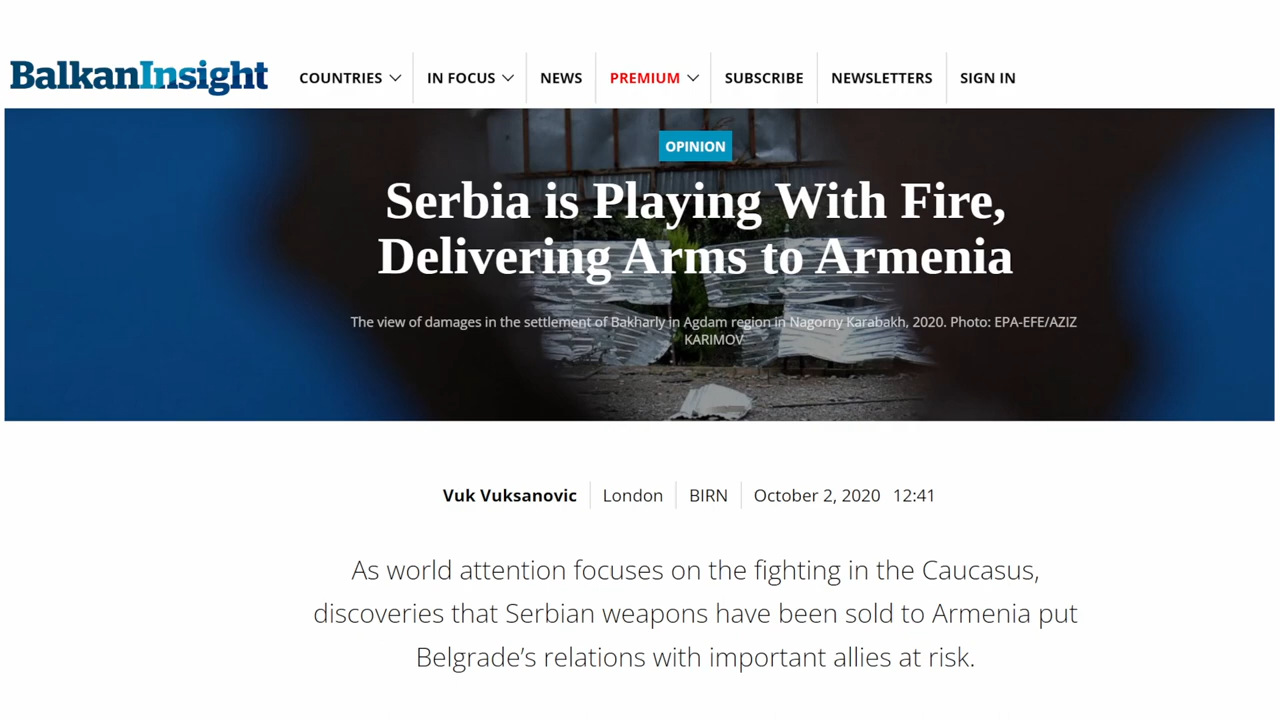 BalkanInsight COUNTRIES IN FOCUS NEWS PREMIUM SUBSCRIBE NEWSLETTERS SIGN IN
OPINION
Serbia is Playing With Fire,
Delivering Arms to Armenia
The view of damages in the settlement of Bakharly in Agdam region in Nagorny Karabakh, 2020. Photo: EPA-EFE/AZIZ
KARIMOV
Vuk Vuksanovic London BIRN October 2, 2020 12:41
As world attention focuses on the fighting in the Caucasus,
discoveries that Serbian weapons have been sold to Armenia put
Belgrade’s relations with important allies at risk.